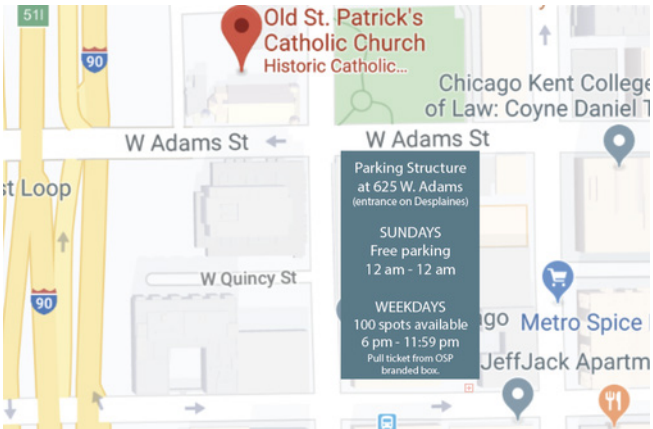 511
90
Old St. Patrick's
Catholic Church
Historic Catholic...
Chicago Kent College
of Law: Coyne Daniel T
W Adams St
W Adams St
st Loop
Parking Structure
at 625 W. Adams
(entrance on Desplaines)
SUNDAYS
Free parking
12 am - 12 am
W Quincy St
90
WEEKDAYS
100 spots available
6 pm - 11:59 pm
Pull ticket from OSP
branded box.
ago
Metro Spice
JeffJack Apartm